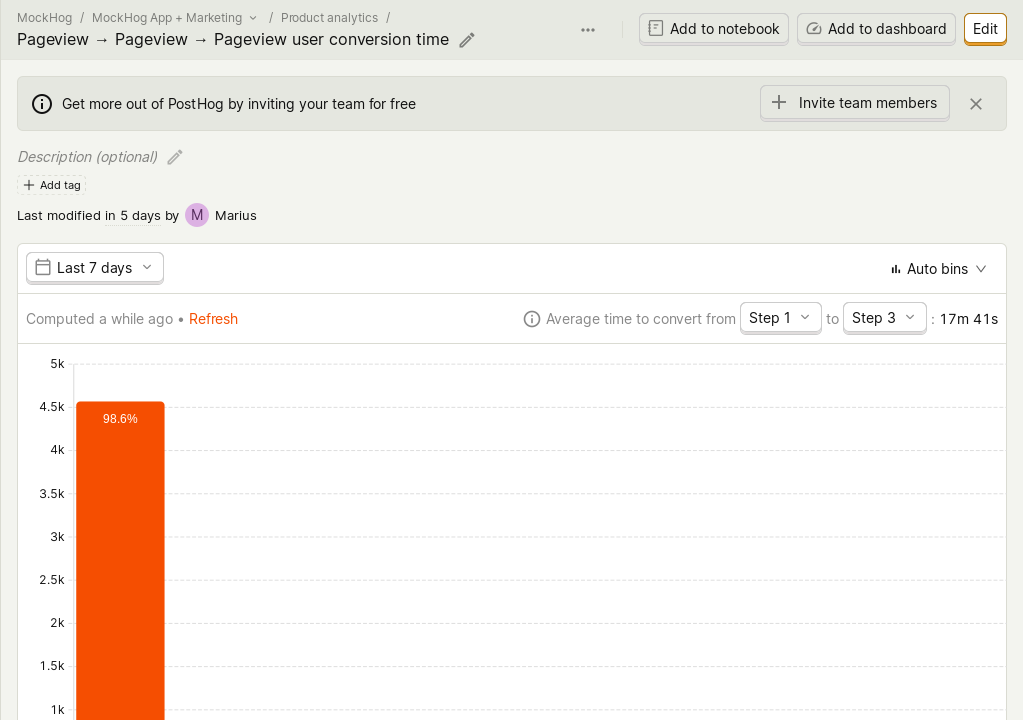 MockHog / MockHog App + Marketing / Product analytics /
Pageview → Pageview → Pageview user conversion time
Add to notebook
Add to dashboard
Edit
Get more out of PostHog by inviting your team for free
Invite team members
Description (optional)
Add tag
Last modified in 5 days by M Marius
Last 7 days
Auto bins
Computed a while ago • Refresh
Average time to convert from Step 1 to Step 3 : 17m 41s
5k
4.5k
98.6%
4k
3.5k
3k
2.5k
2k
1.5k
1k